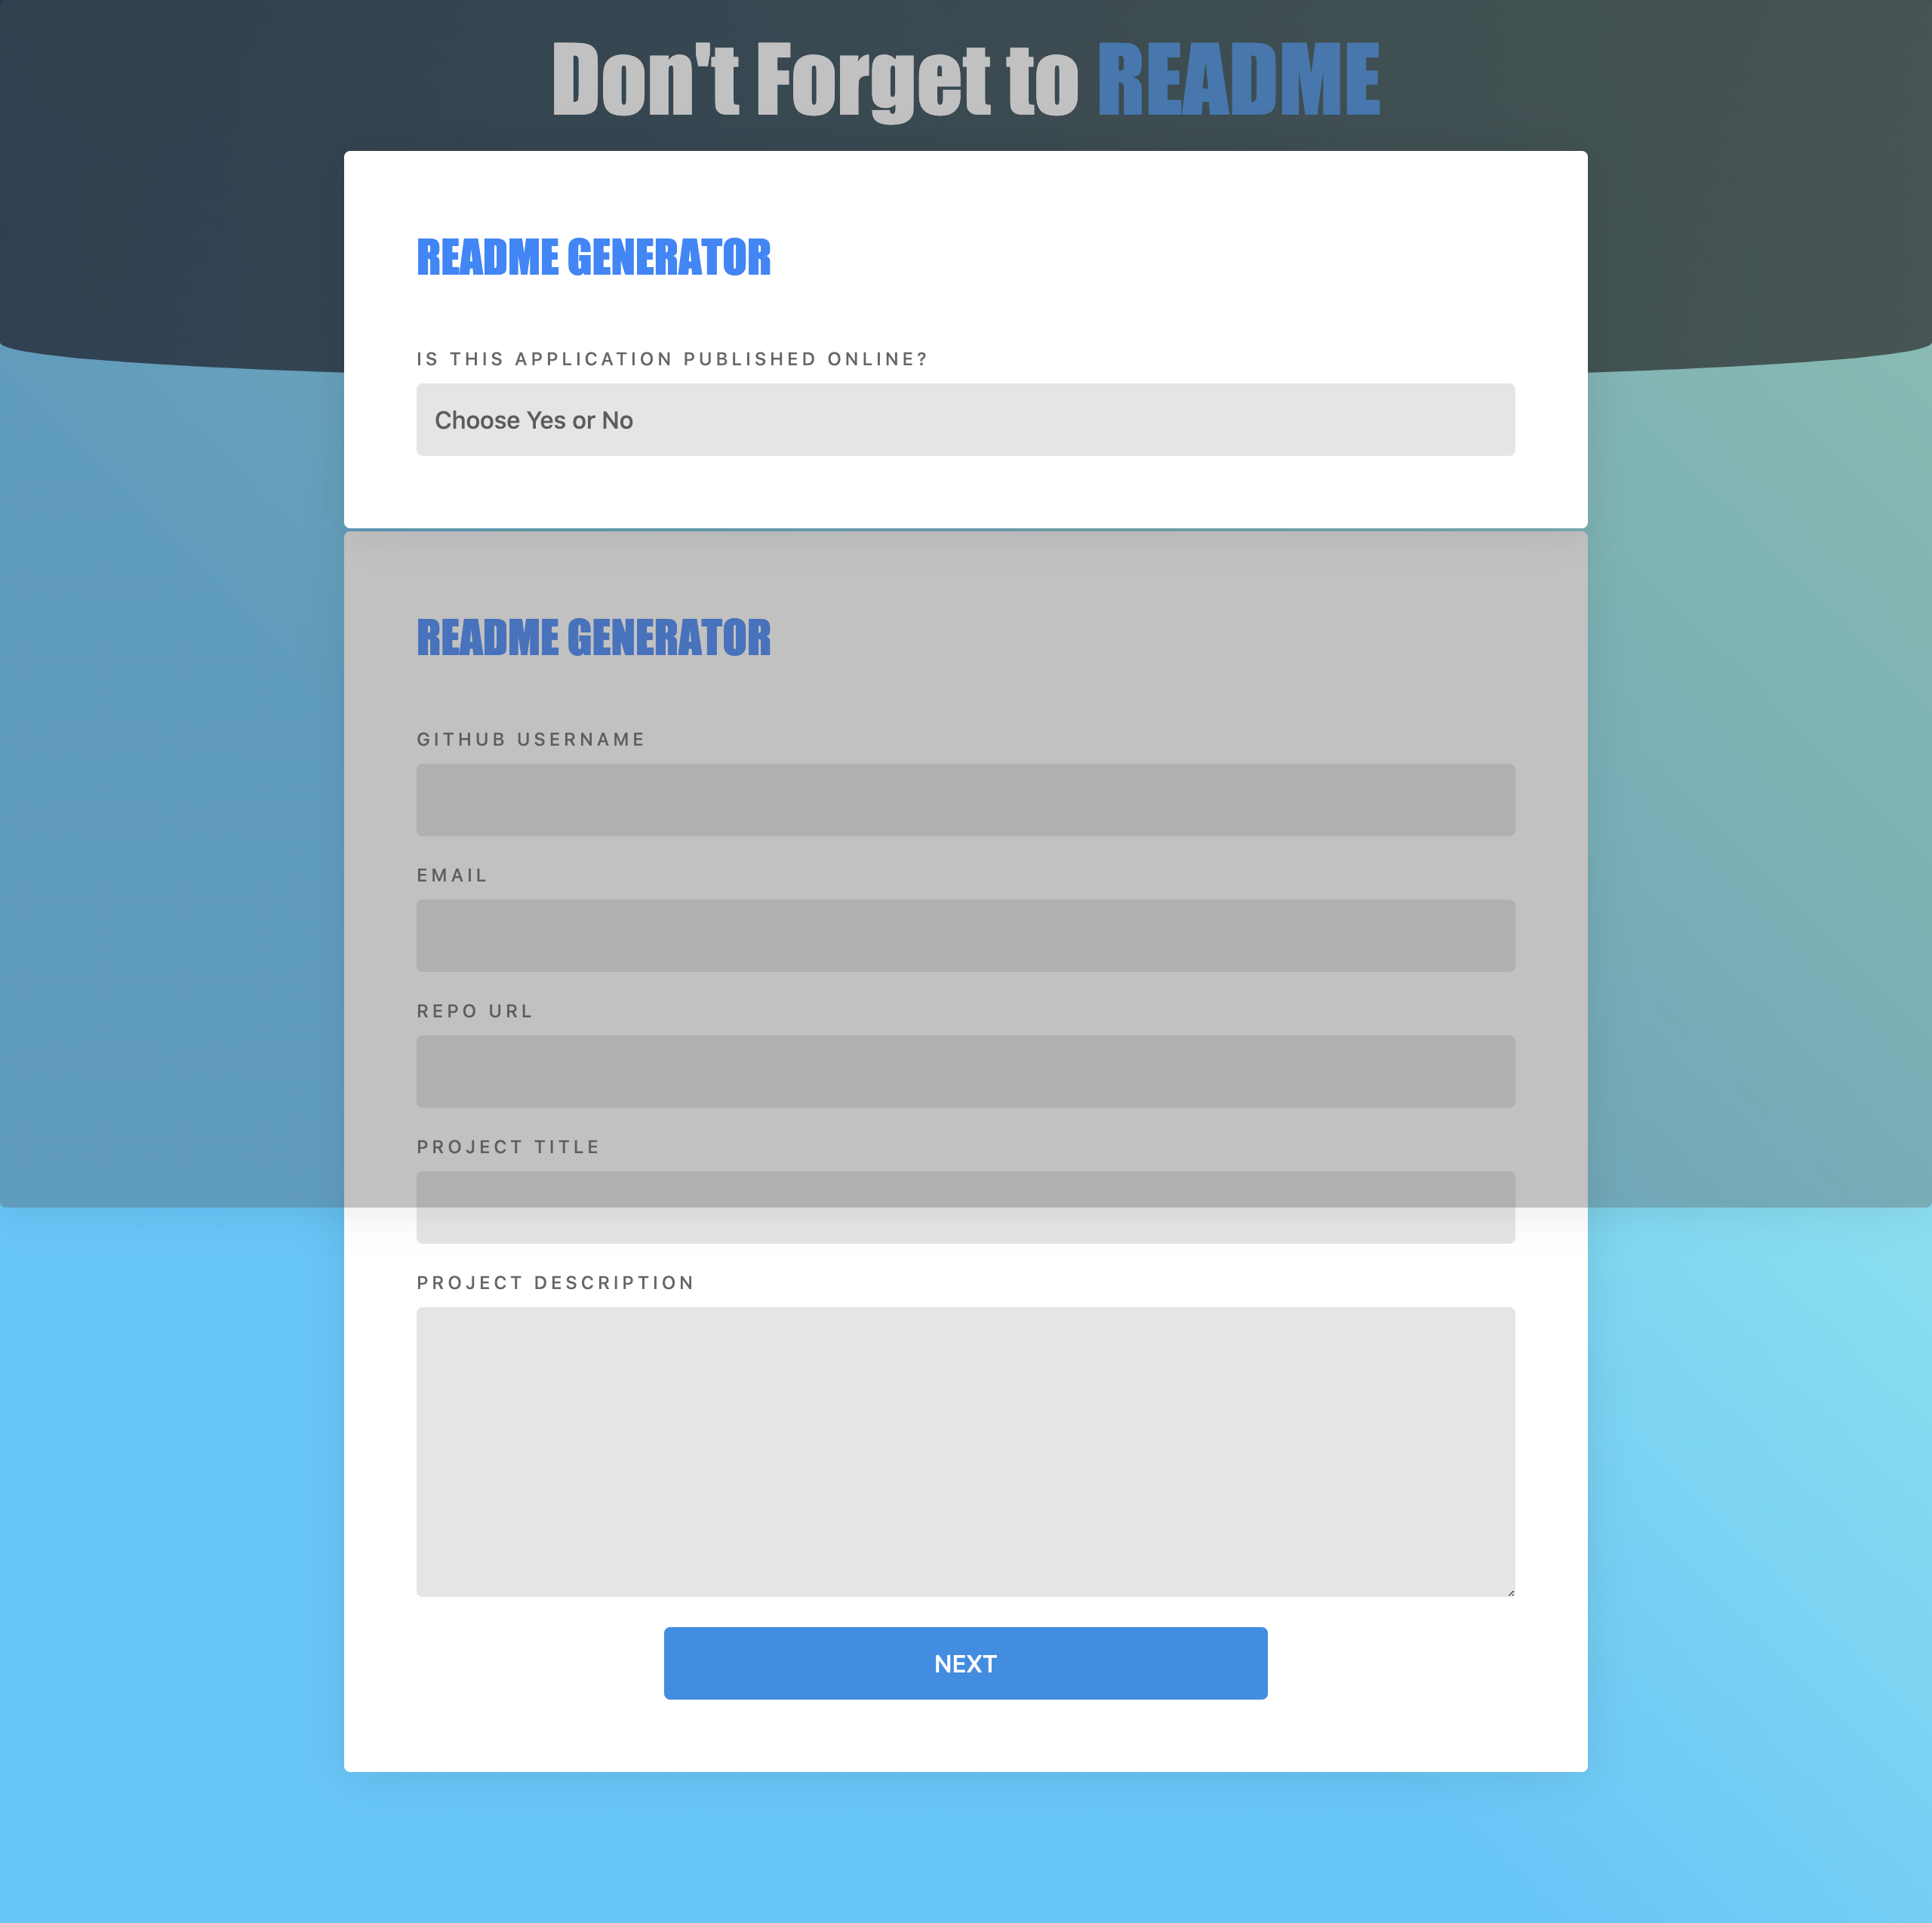 Don't Forget to README
README GENERATOR
IS THIS APPLICATION PUBLISHED ONLINE?
Choose Yes or No
README GENERATOR
GITHUB USERNAME
EMAIL
REPO URL
PROJECT TITLE
PROJECT DESCRIPTION
NEXT